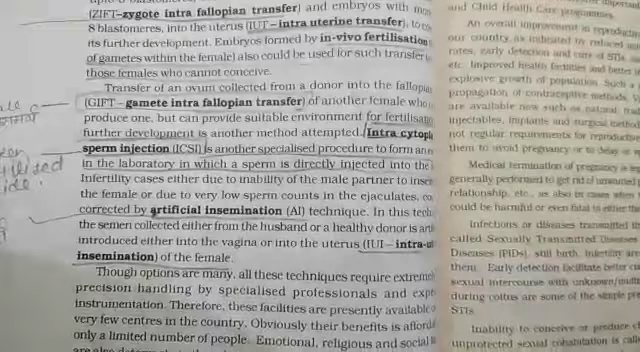 (ZIFT–zygote intra fallopian transfer) and embryos with
8 blastomeres, into the uterus (IUT – intra uterine transfer), to
its further development. Embryos formed by in-vivo fertilisation
of gametes within the female) also could be used for such transfer
those females who cannot conceive.
Transfer of an ovum collected from a donor into the fallopian
(GIFT – gamete intra fallopian transfer) of another female who
produce one, but can provide suitable environment for fertilisation
further development is another method attempted. Intra cytop
sperm injection (ICSI) is another specialised procedure to form an
in the laboratory in which a sperm is directly injected into the
Infertility cases either due to inability of the male partner to
the female or due to very low sperm counts in the ejaculates, co
corrected by artificial insemination (AI) technique. In this tech
the semen collected either from the husband or a healthy donor is
introduced either into the vagina or into the uterus (IUI – intra-u
insemination) of the female.
Though options are many, all these techniques require extremely
precision handling by specialised professionals and expe
instrumentation. Therefore, these facilities are presently available
very few centres in the country. Obviously their benefits is
only a limited number of people. Emotional, religious and social
and Child Health Care programmes.
An overall improvement in reproductive
our country as indicated by reduced
rates, early detection and cure of STDs,
etc. Improved health facilities and better
explosive growth of population. Such a
propagation of contraceptive methods.
are available now such as natural,
injectables, implants and surgical
not regular requirements for reproductive
them to avoid pregnancy or to delay or
Medical termination of pregnancy is
generally performed to get rid of unwanted
relationship, etc., as also in cases when
could be harmful or even fatal to either the
Infections or diseases transmitted
called Sexually Transmitted Diseases
Diseases (PIDs), still birth, infertility are
them. Early detection facilitate better
sexual intercourse with unknown/multi
during coitus are some of the simple
STIs.
Inability to conceive or produce
unprotected sexual cohabitation is